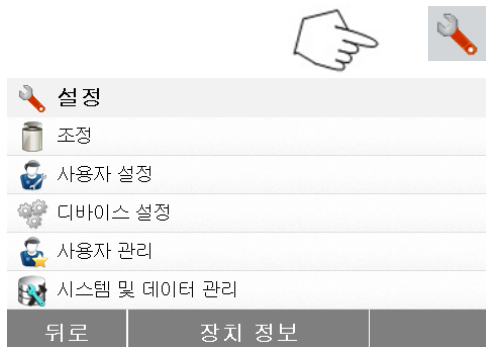 설정
조정
사용자 설정
디바이스 설정
사용자 관리
시스템 및 데이터 관리
뒤로 장치 정보